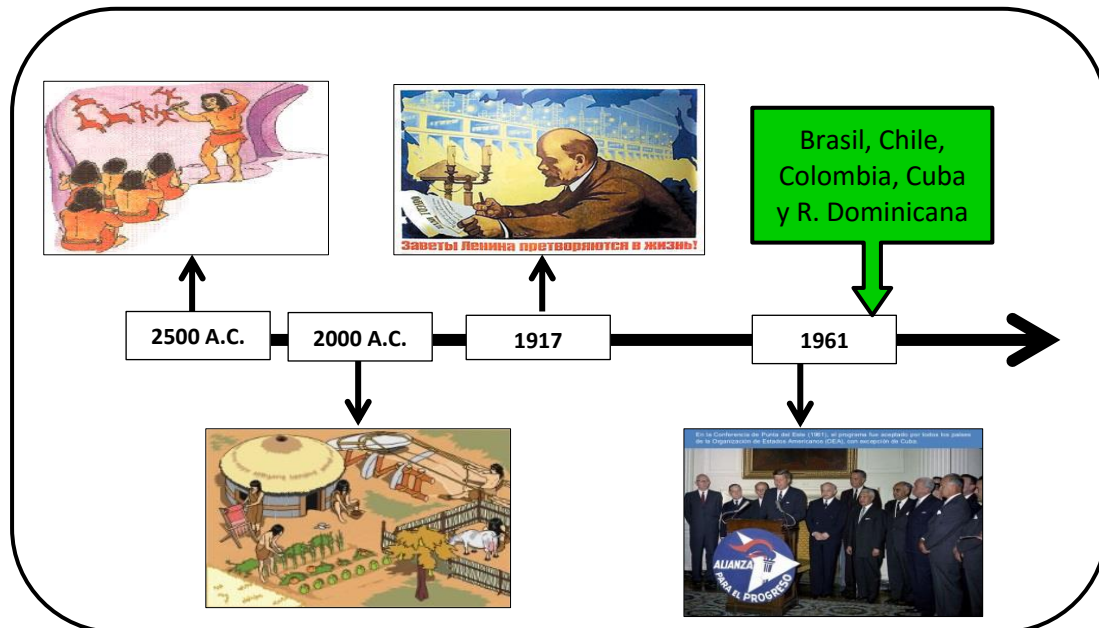 Brasil, Chile,
Colombia, Cuba
y R. Dominicana
Заветы Ленина претворяются в жизнь!
2500 A.C.
2000 A.C.
1917
1961
En la Conferencia de Punta del Este (1961), el programa fue aceptado por todos los países
de la Organización de Estados Americanos (OEA), con excepción de Cuba.
ALIANZA
PARA EL PROGRESO